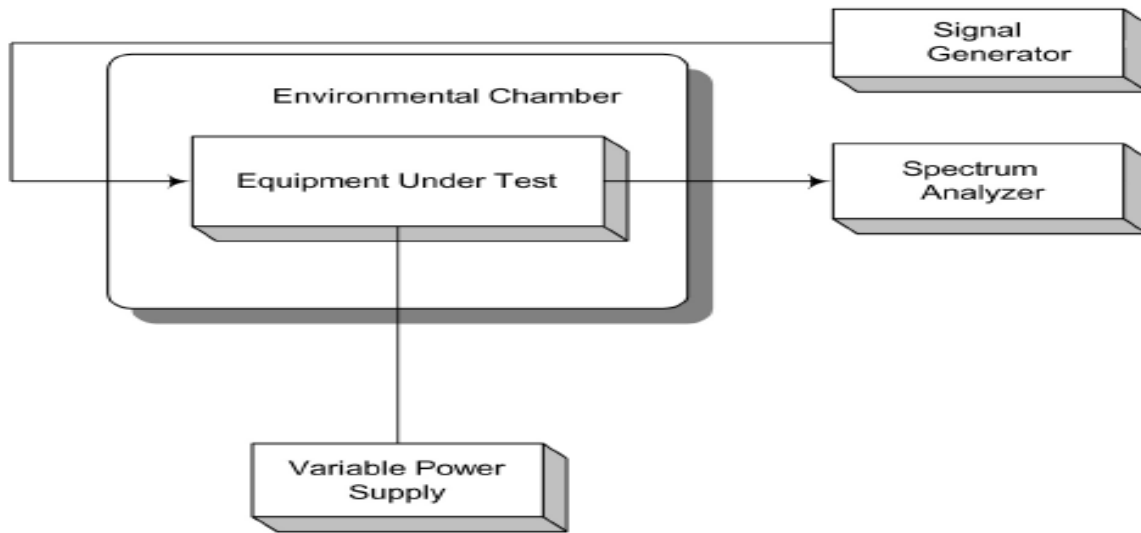 Signal
Generator
Environmental Chamber
Equipment Under Test
Spectrum
Analyzer
Variable Power
Supply